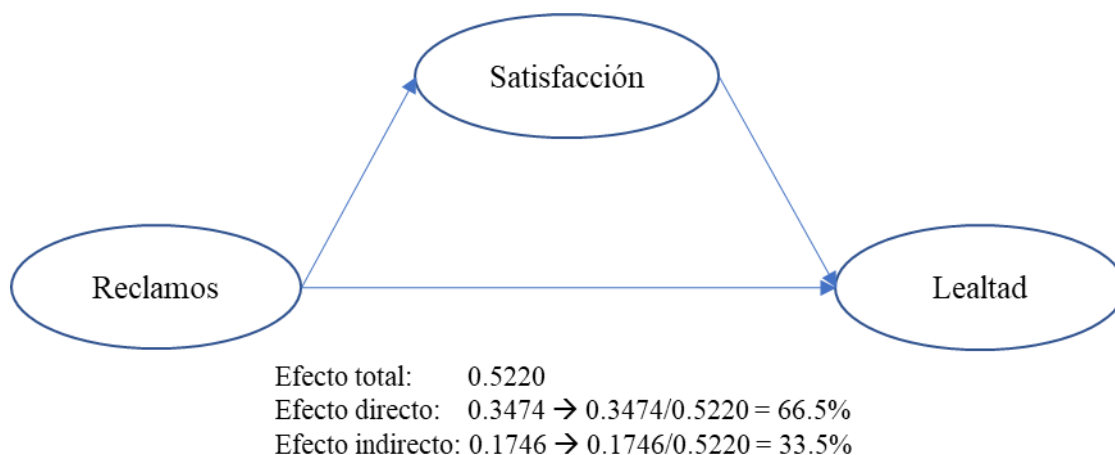 Satisfacción
Reclamos
Lealtad
Efecto total: 0.5220
Efecto directo: 0.3474 → 0.3474/0.5220 = 66.5%
Efecto indirecto: 0.1746 → 0.1746/0.5220 = 33.5%